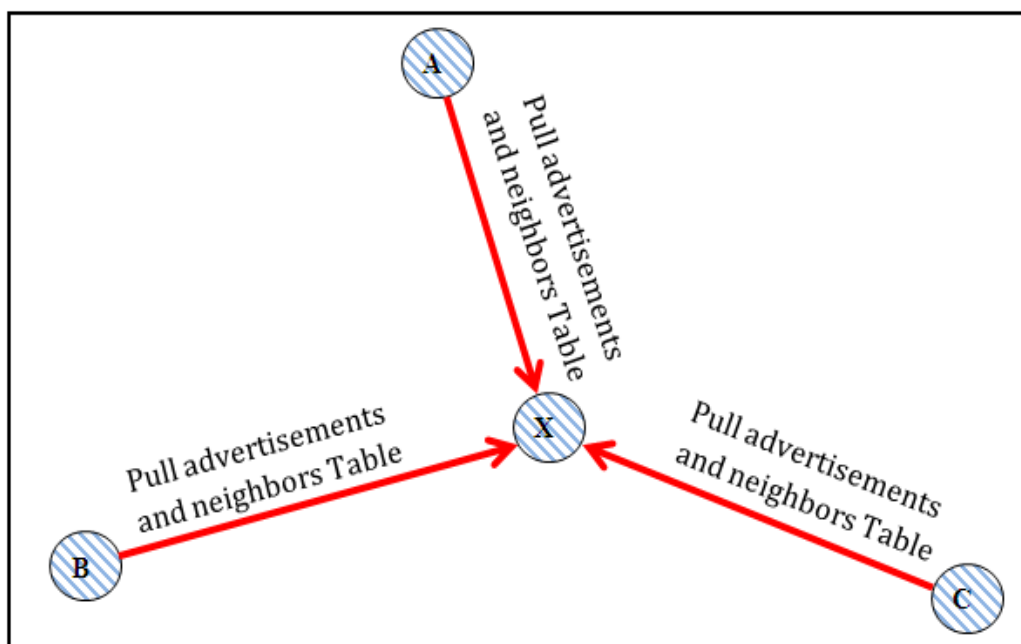 A
Pull advertisements
and neighbors Table
X
Pull advertisements
and neighbors Table
Pull advertisements
and neighbors Table
B
C